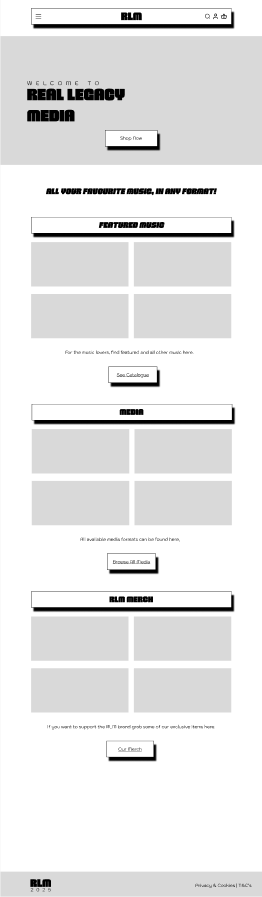 RLM
WELCOME TO
REAL LEGACY
MEDIA
Shop Now
ALL YOUR FAVOURITE MUSIC, IN ANY FORMAT!
FEATURED MUSIC
For the music lovers, find featured and all other music here.
See Catalogue
MEDIA
All available media formats can be found here,
Browse All Media
RLM MERCH
If you want to support the RLM brand grab some of our exclusive items here.
Our Merch
RLM
2025
Privacy & Cookies | T&C's